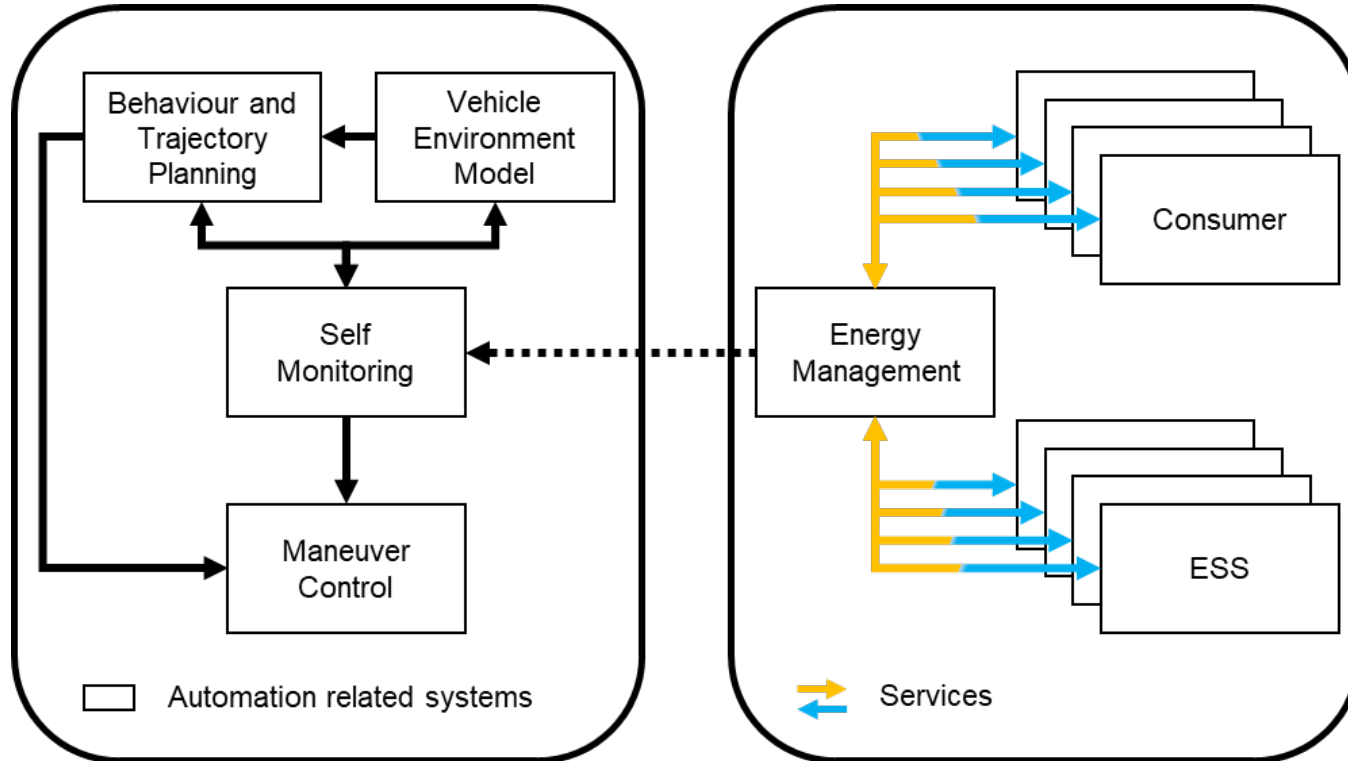 Behaviour and
Trajectory
Planning
Vehicle
Environment
Model
Self
Monitoring
Maneuver
Control
Automation related systems
Consumer
Energy
Management
ESS
Services